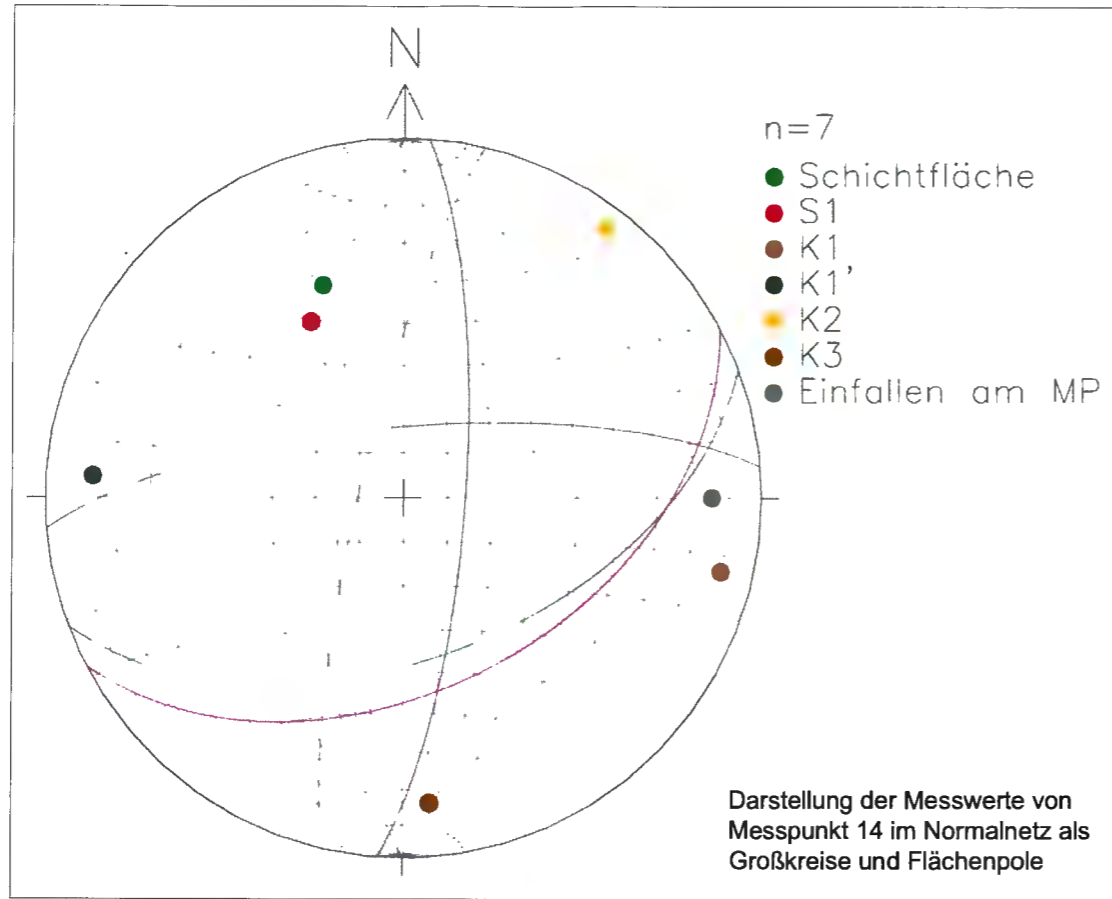 N
n=7
Schichtfläche
S1
K1
K1'
K2
K3
Einfallen am MP
Darstellung der Messwerte von
Messpunkt 14 im Normalnetz als
Großkreise und Flächenpole